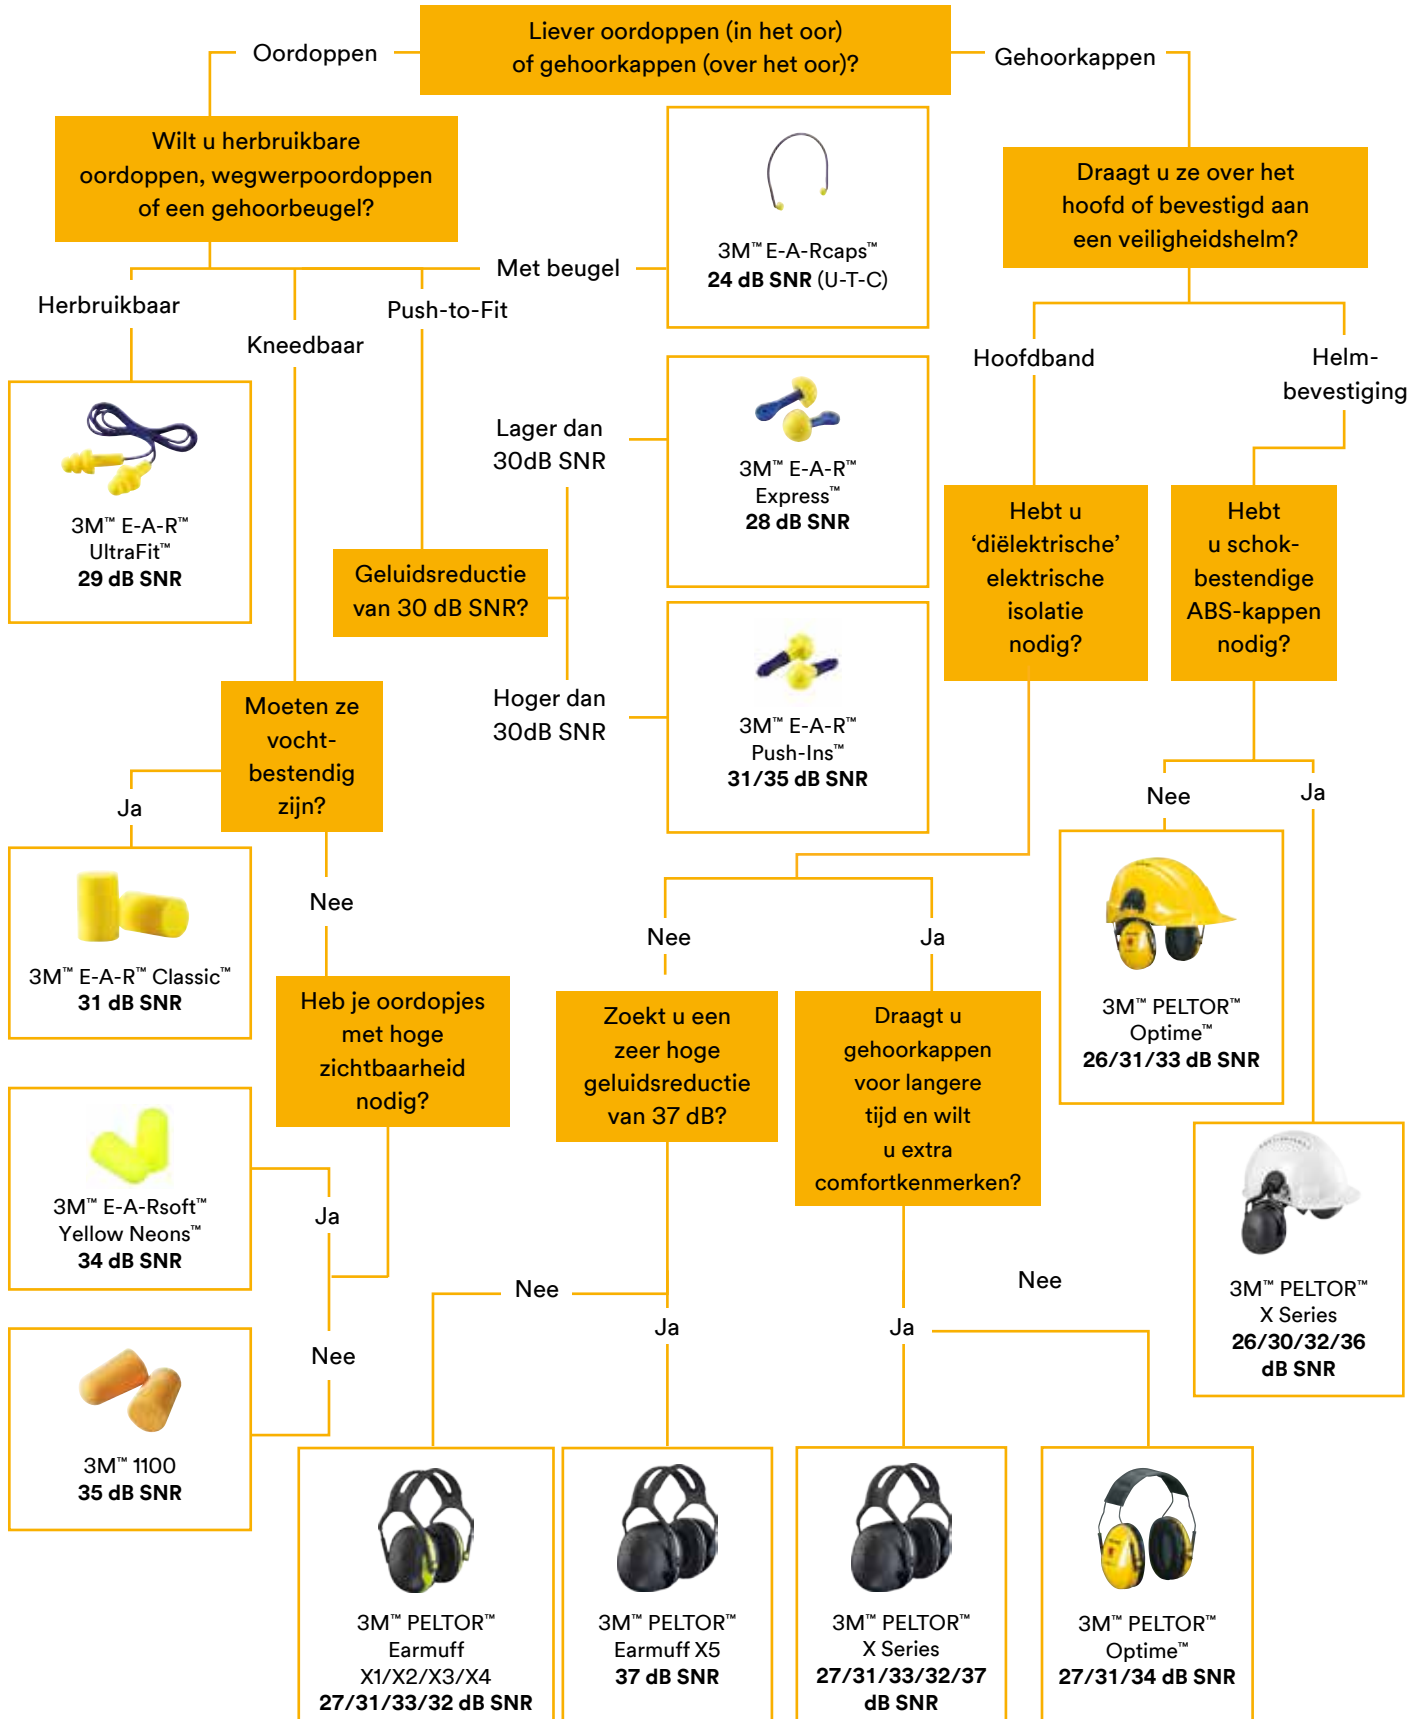 Liever oordoppen (in het oor)
of gehoorkappen (over het oor)?
Oordoppen
Gehoorkappen
Wilt u herbruikbare
oordoppen, wegwerpoordoppen
of een gehoorbeugel?
3M™ E-A-Rcaps™
24 dB SNR (U-T-C)
Draagt u ze over het
hoofd of bevestigd aan
een veiligheidshelm?
Met beugel
Herbruikbaar
Push-to-Fit
Kneedbaar
Hoofdband
Helm-
bevestiging
3M™ E-A-R™
UltraFit™
29 dB SNR
Lager dan
30dB SNR
3M™ E-A-R™
Express™
28 dB SNR
Hebt u
‘diëlektrische’
elektrische
isolatie
nodig?
Hebt
u schok-
bestendige
ABS-kappen
nodig?
Geluidsreductie
van 30 dB SNR?
Hoger dan
30dB SNR
3M™ E-A-R™
Push-Ins™
31/35 dB SNR
Moeten ze
vocht-
bestendig
zijn?
Ja
Nee
Nee
Ja
3M™ E-A-R™ Classic™
31 dB SNR
Heb je oordopjes
met hoge
zichtbaarheid
nodig?
Nee
Ja
Zoekt u een
zeer hoge
geluidsreductie
van 37 dB?
Draagt u
gehoorkappen
voor langere
tijd en wilt
u extra
comfortkenmerken?
3M™ PELTOR™
Optime™
26/31/33 dB SNR
3M™ E-A-Rsoft™
Yellow Neons™
34 dB SNR
Ja
Nee
3M™ 1100
35 dB SNR
Nee
Ja
Ja
Nee
3M™ PELTOR™
X Series
26/30/32/36
dB SNR
3M™ PELTOR™
Earmuff
X1/X2/X3/X4
27/31/33/32 dB SNR
3M™ PELTOR™
Earmuff X5
37 dB SNR
3M™ PELTOR™
X Series
27/31/33/32/37
dB SNR
3M™ PELTOR™
Optime™
27/31/34 dB SNR